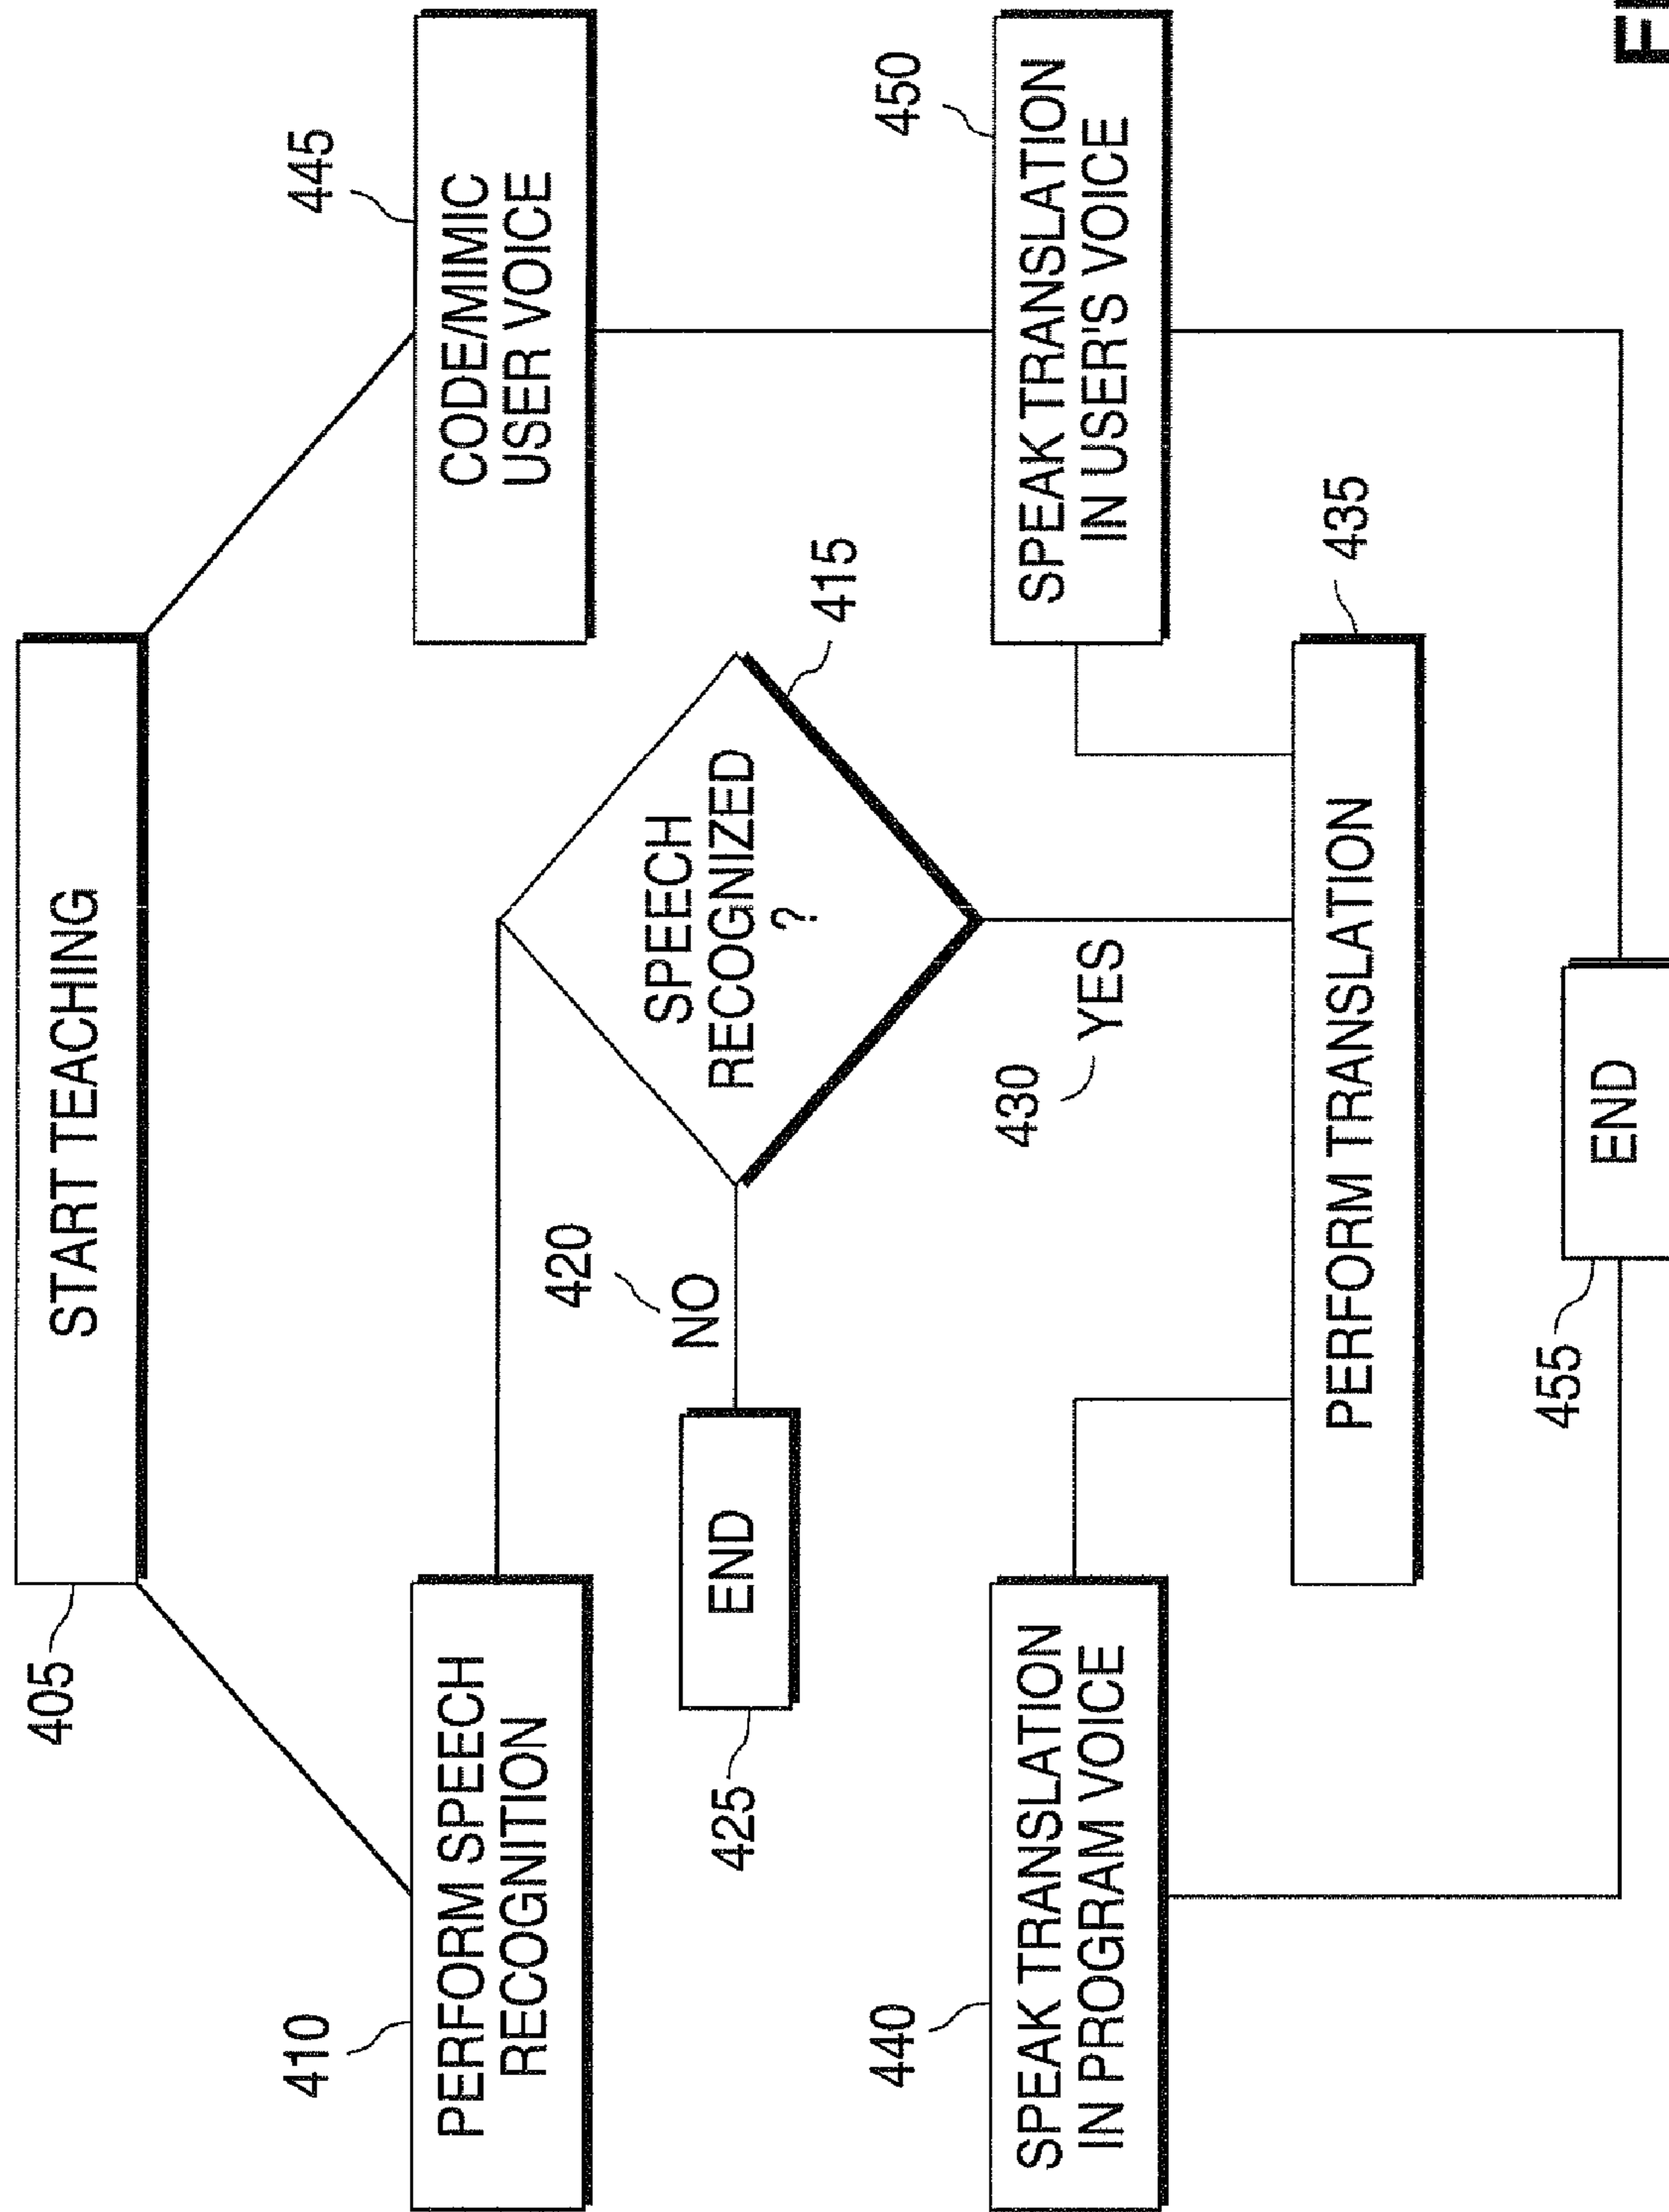 405
START TEACHING
410
PERFORM SPEECH
RECOGNITION
445
CODE/MIMIC
USER VOICE
420
NO
SPEECH
RECOGNIZED
?
415
425
END
440
SPEAK TRANSLATION
IN PROGRAM VOICE
430
YES
450
SPEAK TRANSLATION
IN USER'S VOICE
435
PERFORM TRANSLATION
455
END